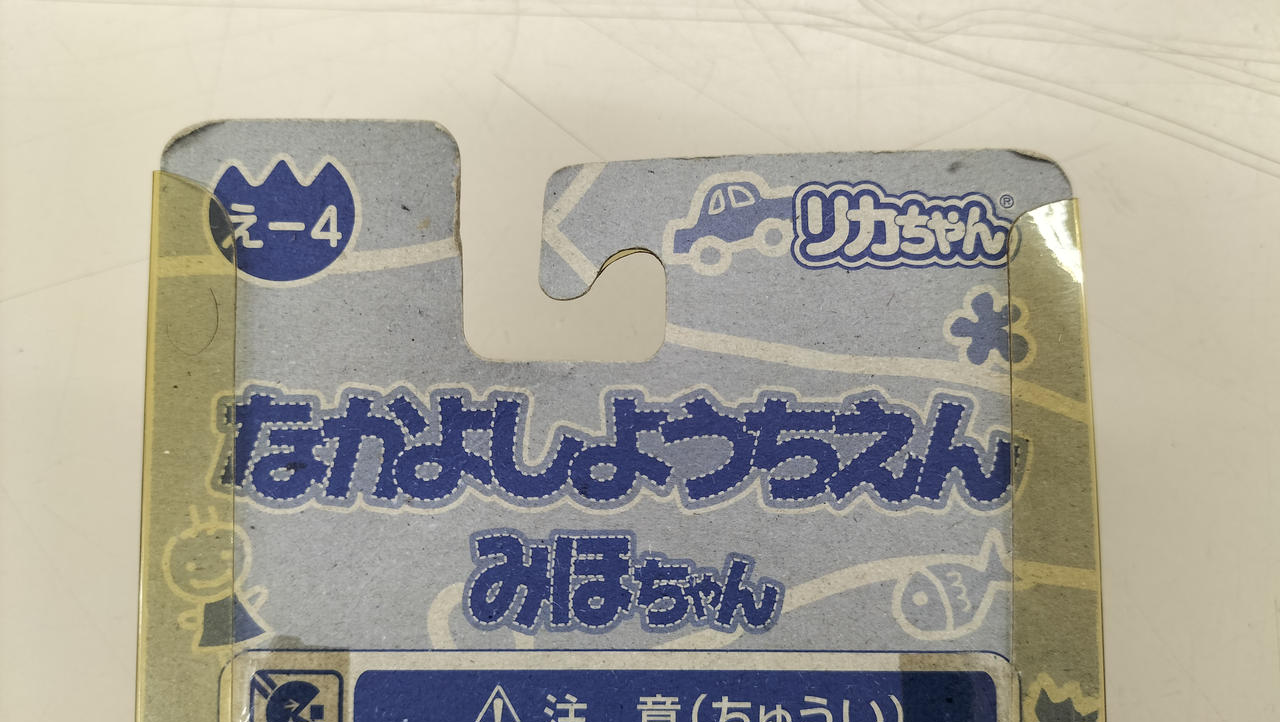 えー4
リカちゃん®
なかよしようちえん
みほちゃん
⚠注 意(ちゅうい)